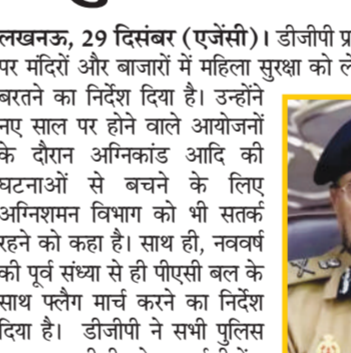 लखनऊ, 29 दिसंबर (एजेंसी)। डीजीपी प्र
पर मंदिरों और बाजारों में महिला सुरक्षा को ले
बरतने का निर्देश दिया है। उन्होंने
नए साल पर होने वाले आयोजनों
के दौरान अग्निकांड आदि की
घटनाओं से बचने के लिए
अग्निशमन विभाग को भी सतर्क
रहने को कहा है। साथ ही, नववर्ष
की पूर्व संध्या से ही पीएसी बल के
साथ फ्लैग मार्च करने का निर्देश
दिया है। डीजीपी ने सभी पुलिस